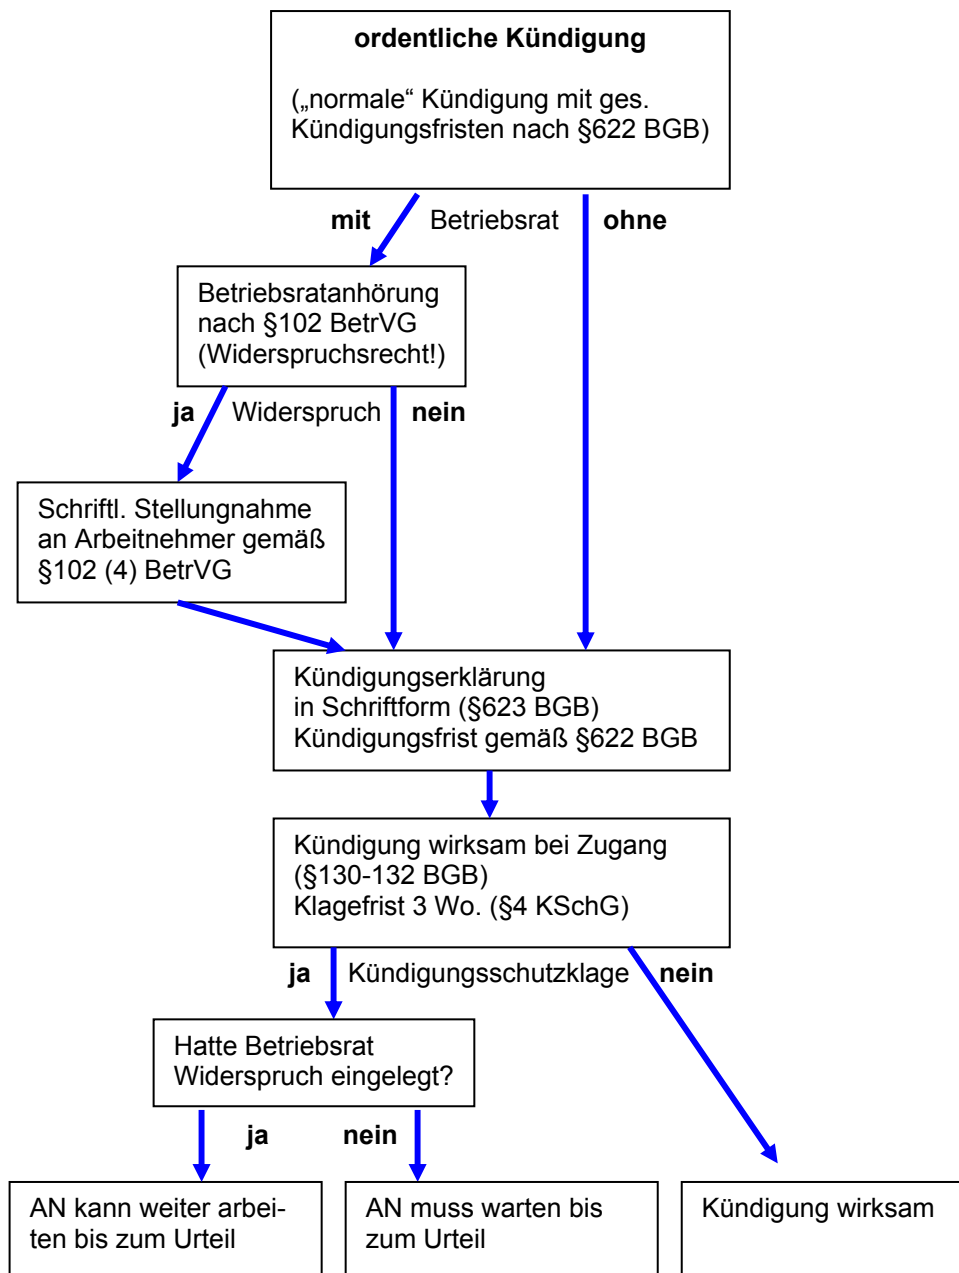 ordentliche Kündigung
(„normale“ Kündigung mit ges.
Kündigungsfristen nach §622 BGB)
mit Betriebsrat ohne
Betriebsratanhörung
nach §102 BetrVG
(Widerspruchsrecht!)
ja Widerspruch nein
Schriftl. Stellungnahme
an Arbeitnehmer gemäß
§102 (4) BetrVG
Kündigungserklärung
in Schriftform (§623 BGB)
Kündigungsfrist gemäß §622 BGB
Kündigung wirksam bei Zugang
(§130-132 BGB)
Klagefrist 3 Wo. (§4 KSchG)
ja Kündigungsschutzklage nein
Hatte Betriebsrat
Widerspruch eingelegt?
ja nein
AN kann weiter arbei-
ten bis zum Urteil
AN muss warten bis
zum Urteil
Kündigung wirksam